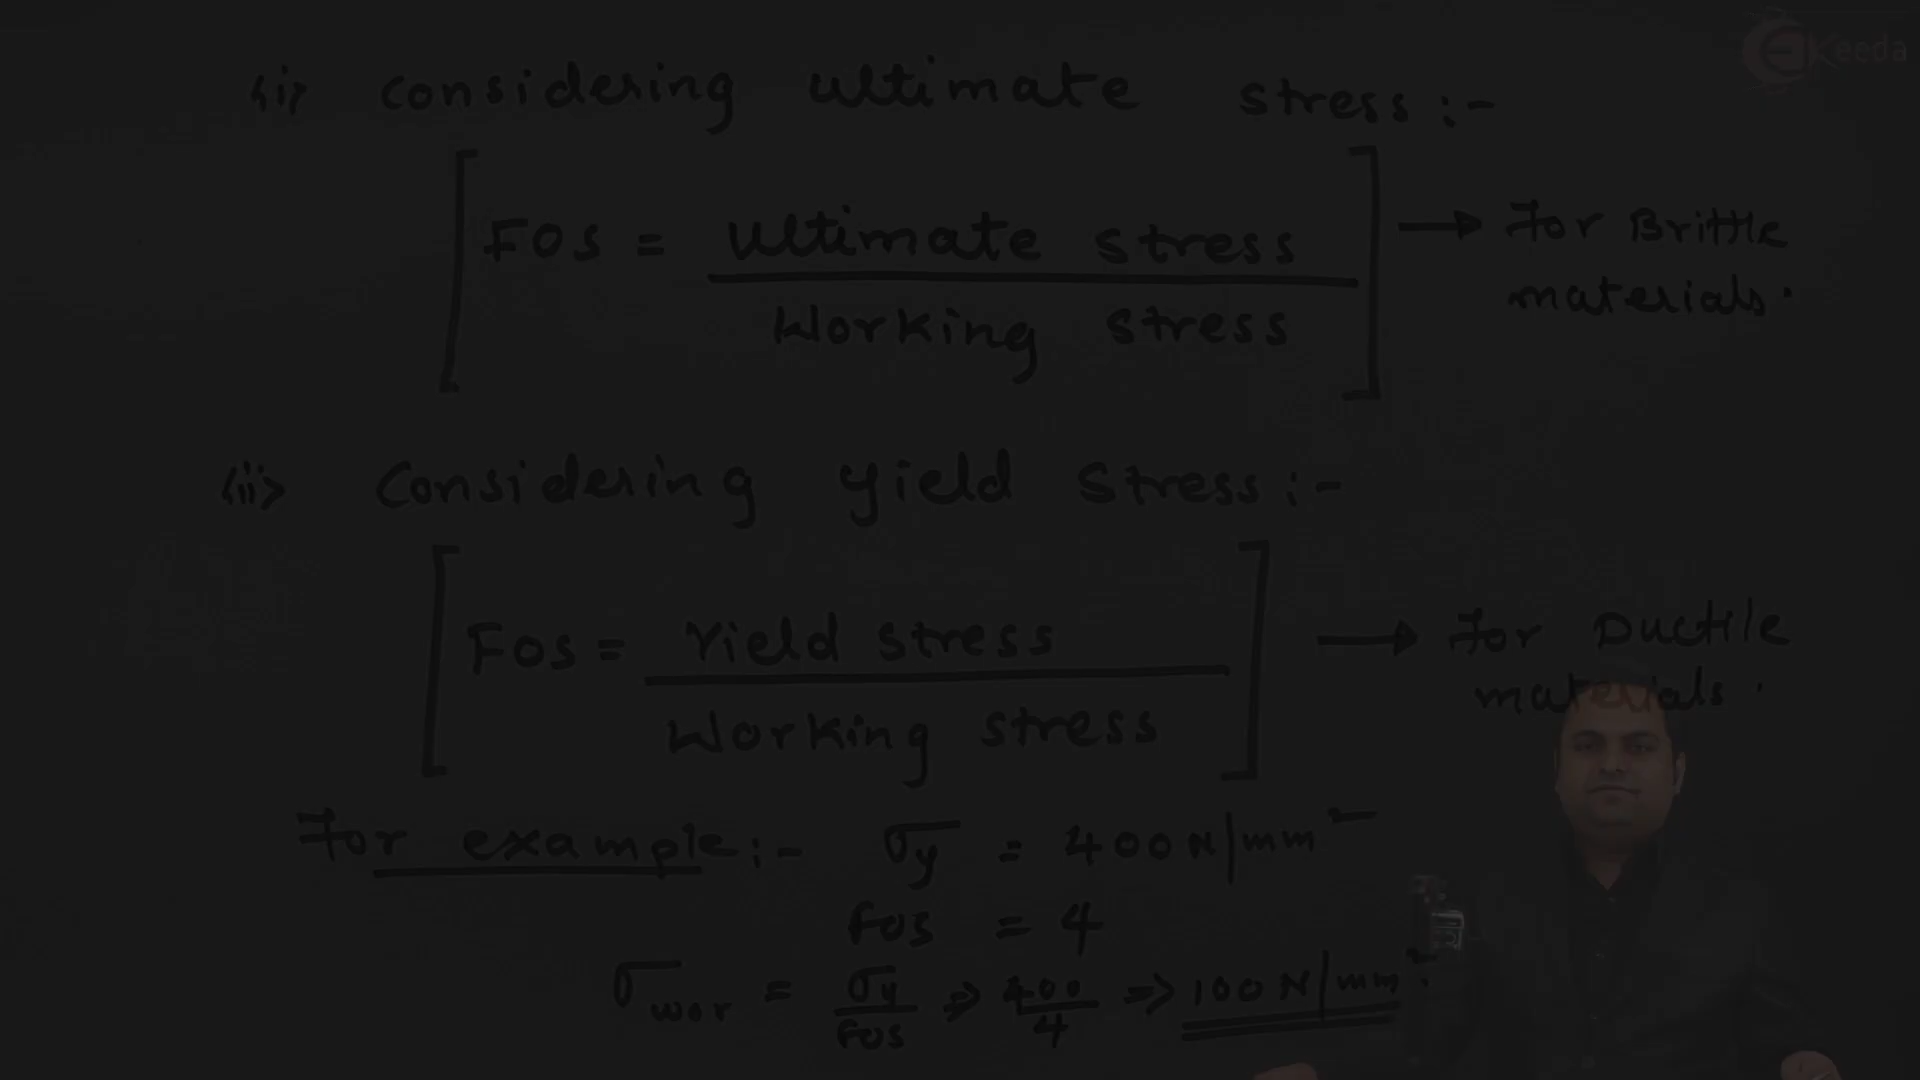 EKeeda
(i) Considering ultimate stress:-
FOS = Ultimate stress
Working stress
→ For Brittle
materials.
(ii) Considering yield stress:-
FOS = Yield stress
Working stress
→ For Ductile
materials.
For example:- σy = 400 N/mm²
FOS = 4
σwor = σy/FOS ⇒ 400/4 ⇒ 100 N/mm².